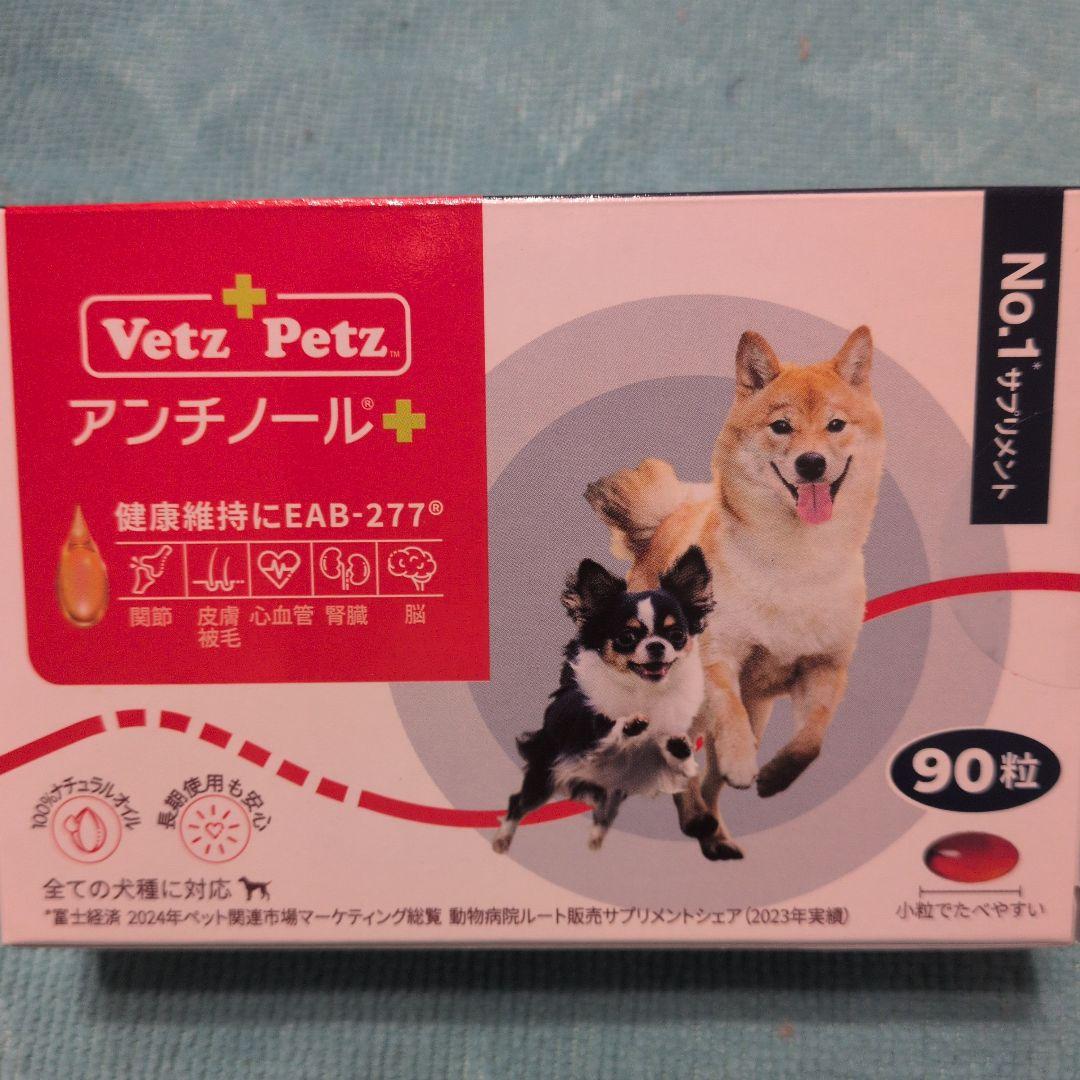 Vetz Petz™
アンチノール®+
健康維持にEAB-277®
関節 皮膚被毛 心血管 腎臓 脳
No.1*サプリメント
90粒
小粒でたべやすい
100%ナチュラルオイル
長期使用も安心
全ての犬種に対応
*富士経済 2024年ペット関連市場マーケティング総覧 動物病院ルート販売サプリメントシェア(2023年実績)